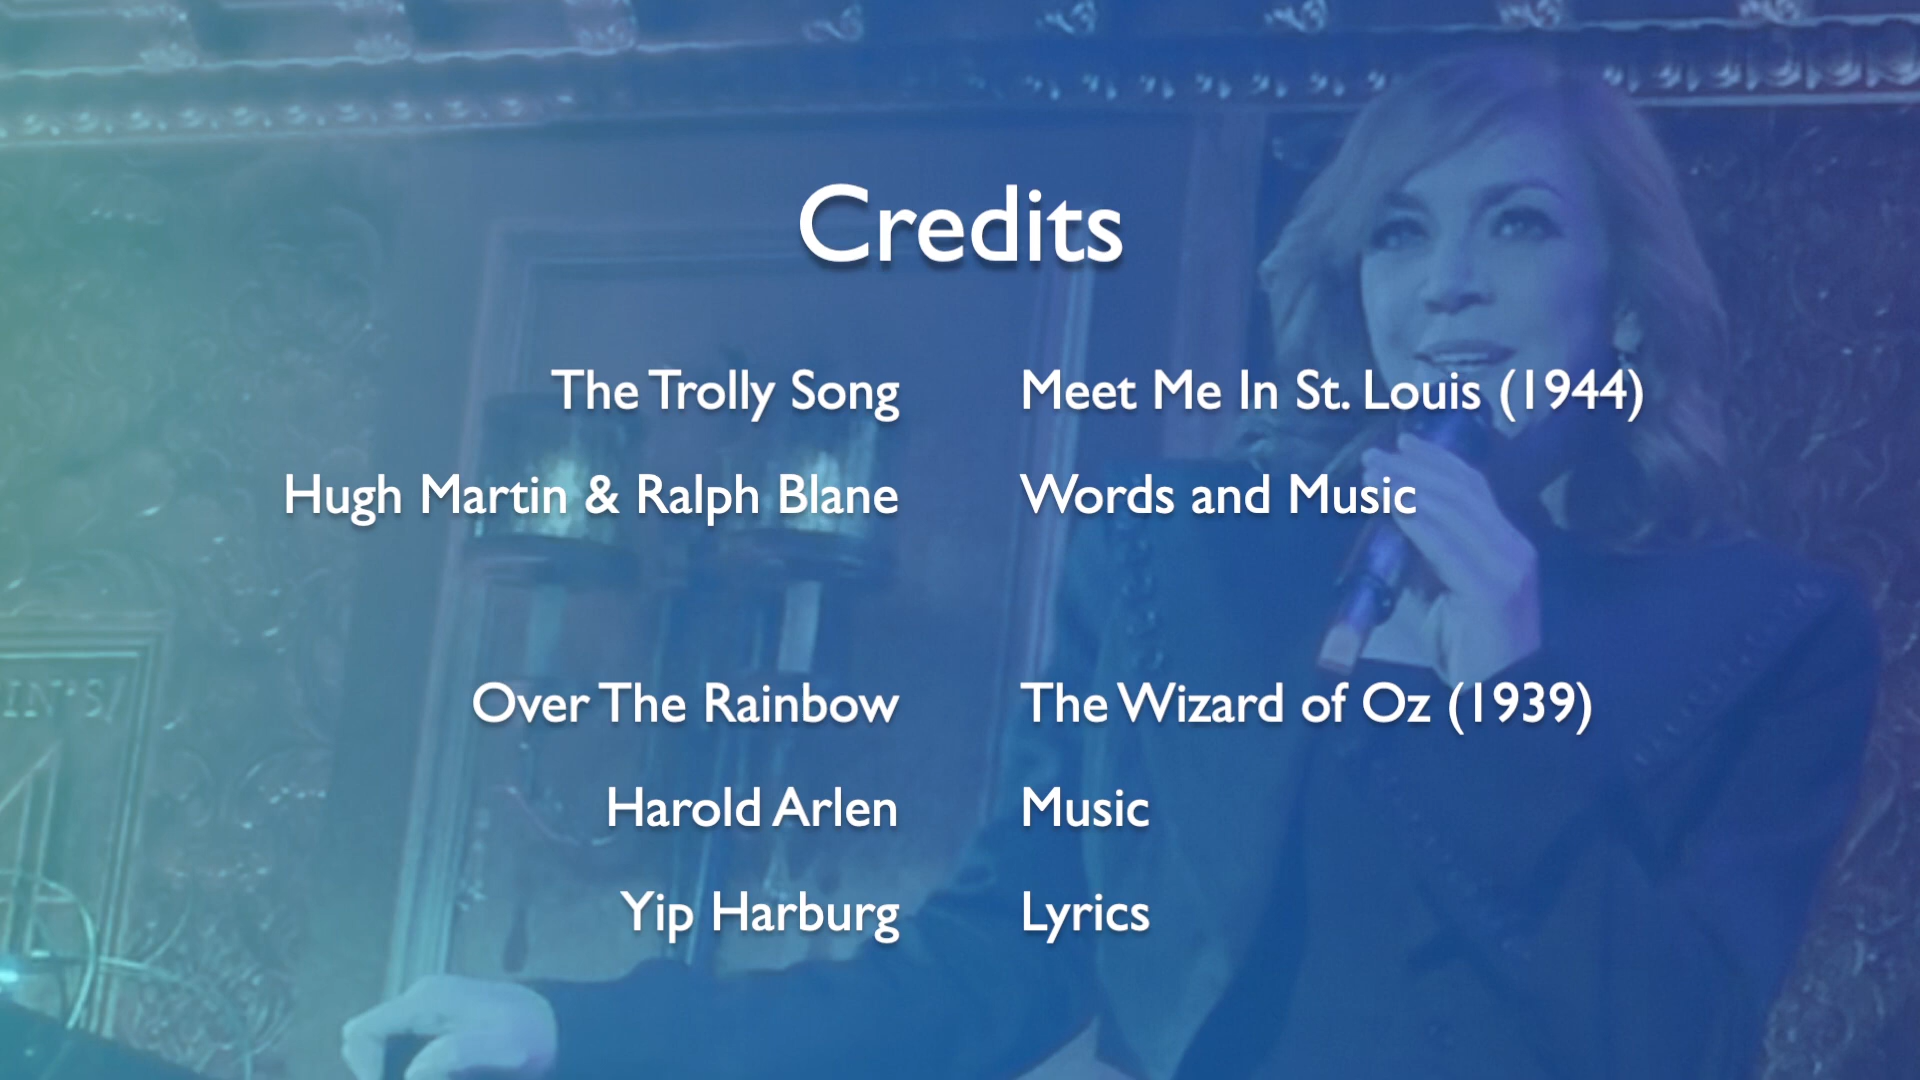 Credits
The Trolly Song Meet Me In St. Louis (1944)
Hugh Martin & Ralph Blane Words and Music
Over The Rainbow The Wizard of Oz (1939)
Harold Arlen Music
Yip Harburg Lyrics